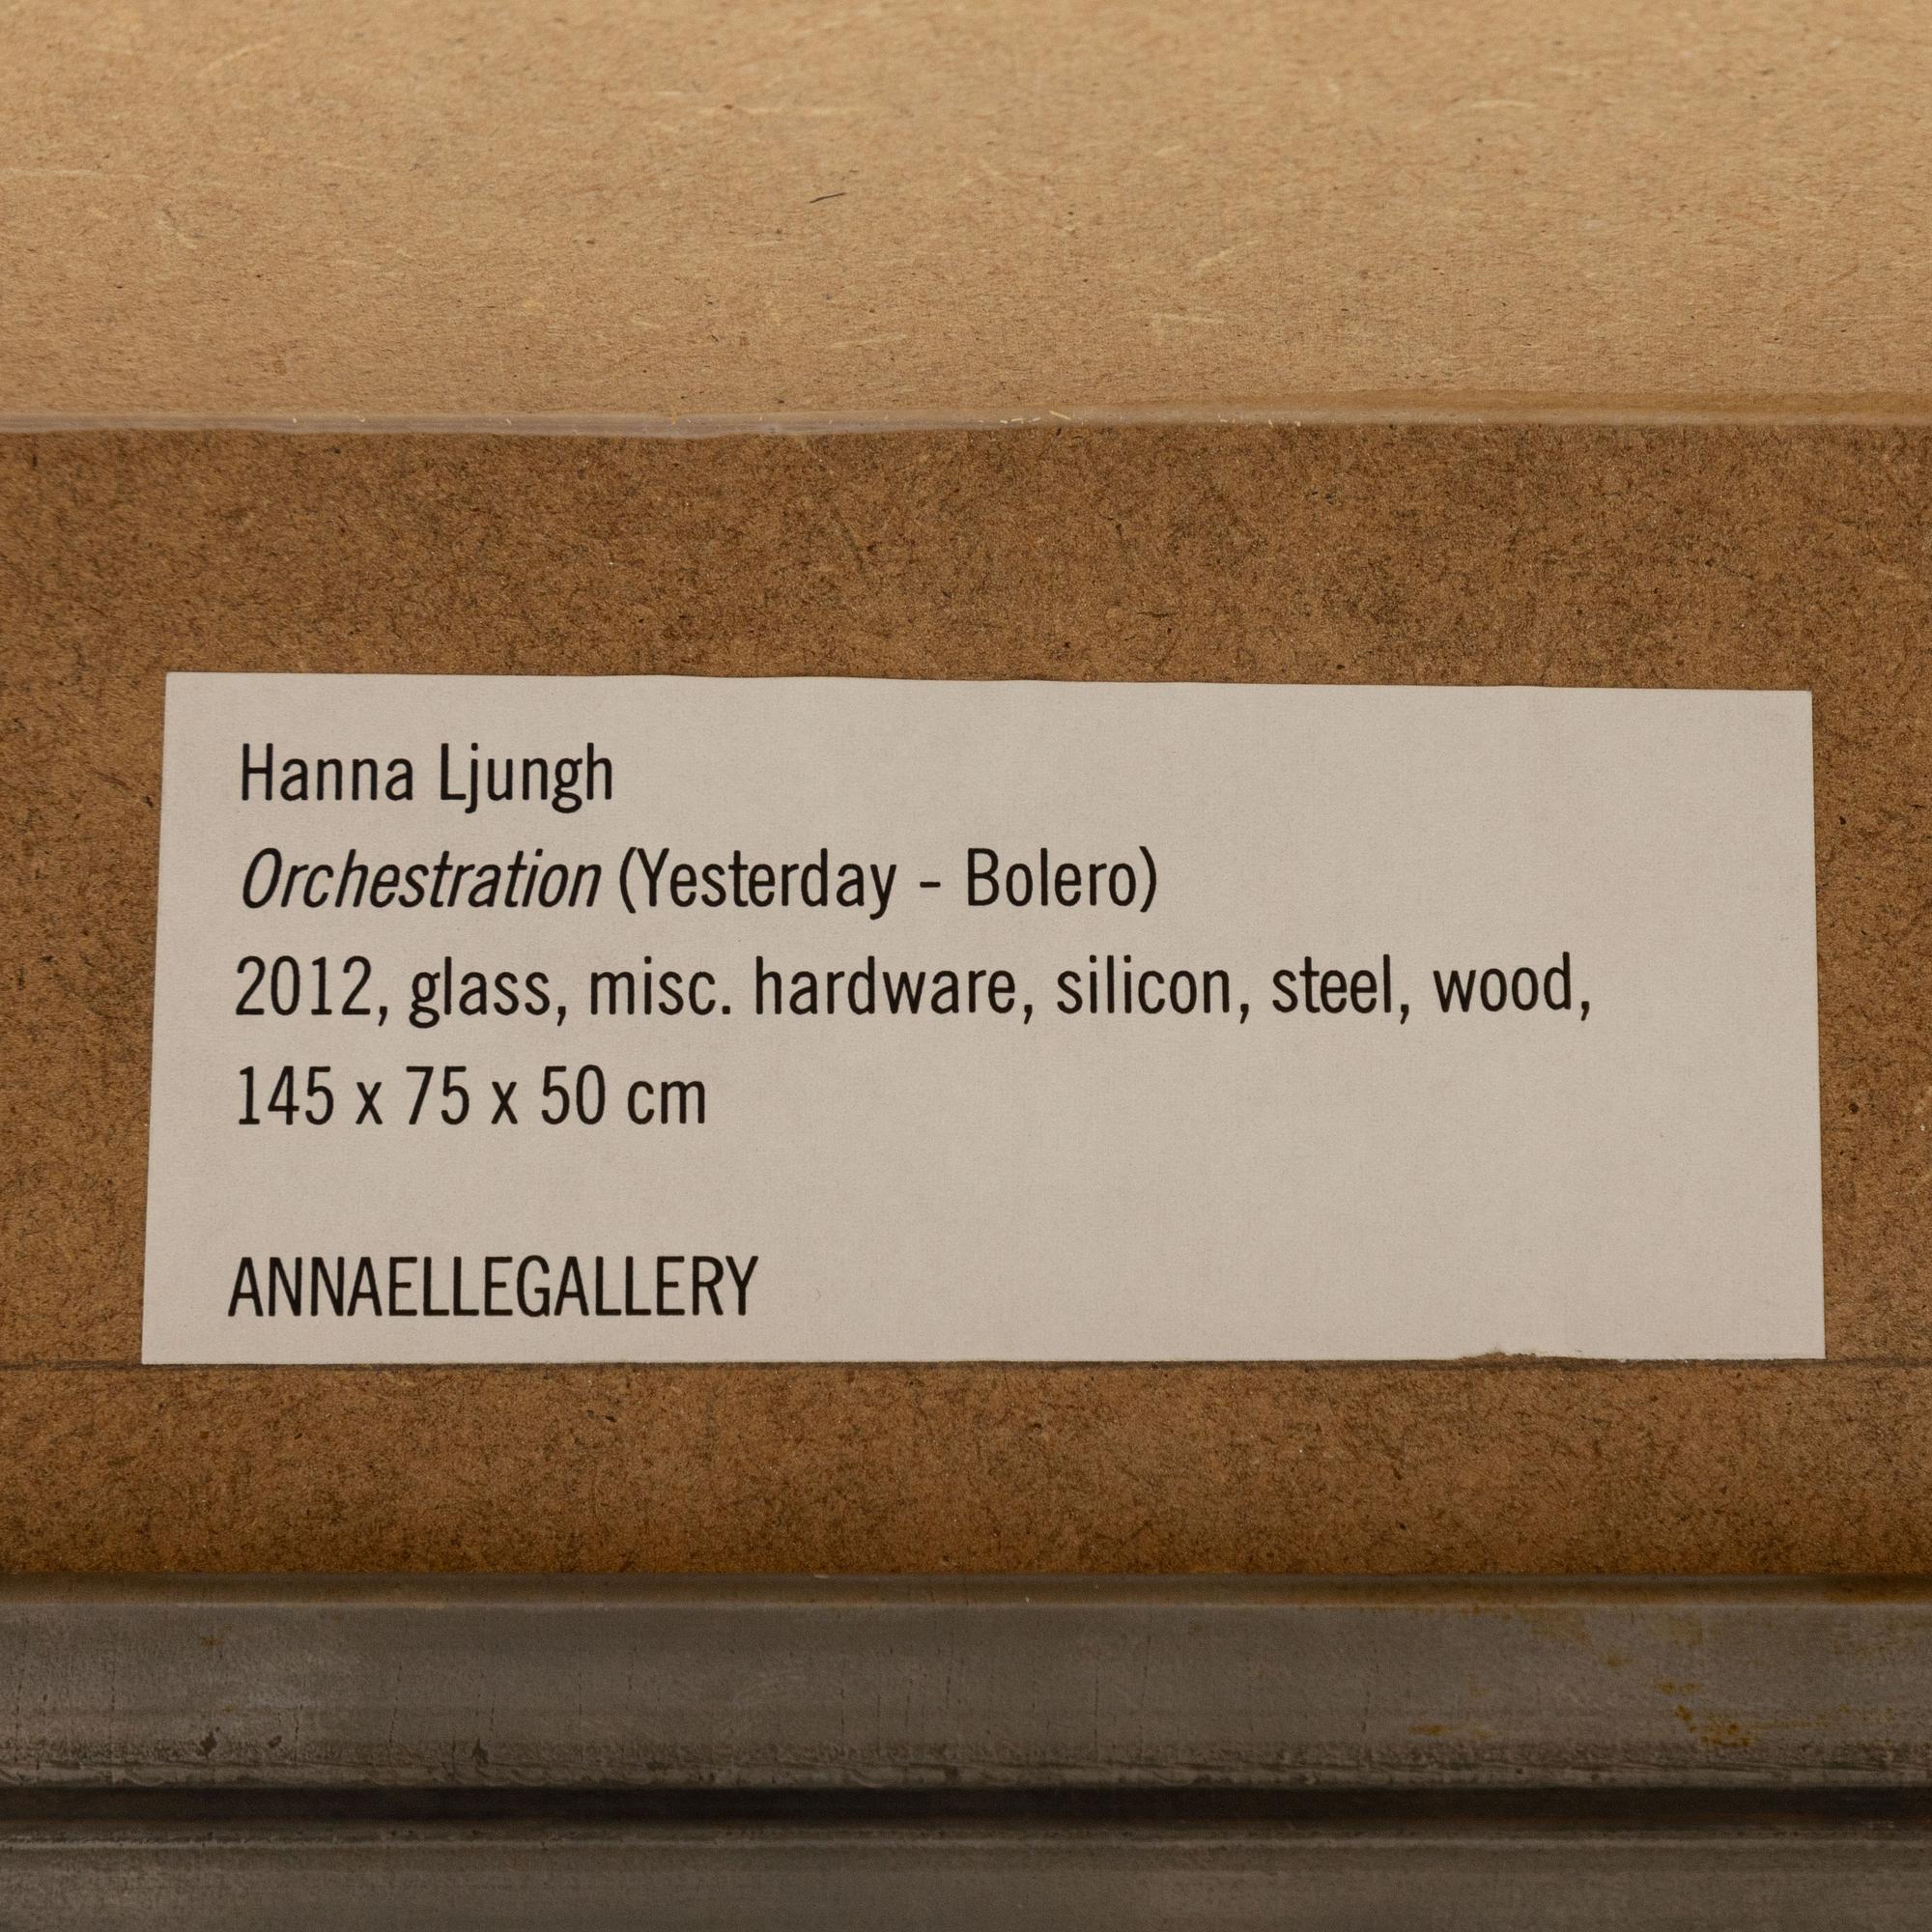 Hanna Ljungh
Orchestration (Yesterday - Bolero)
2012, glass, misc. hardware, silicon, steel, wood,
145 x 75 x 50 cm
ANNAELLEGALLERY